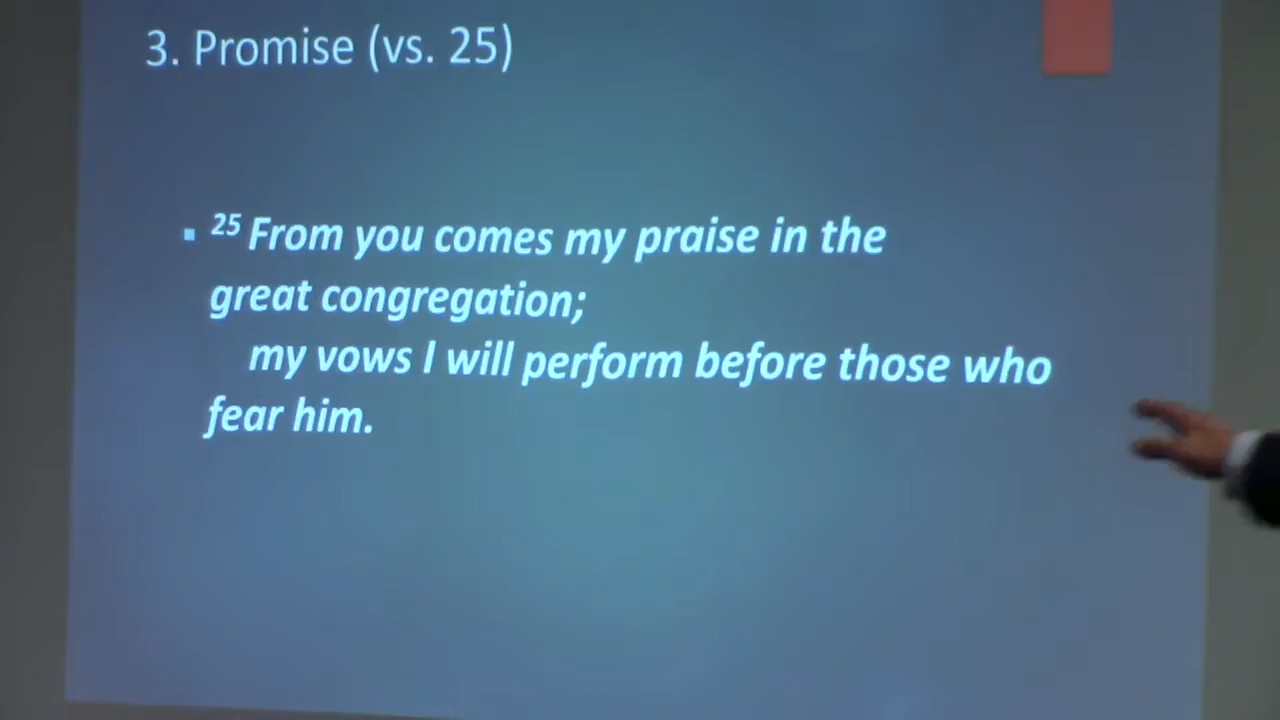 3. Promise (vs. 25)
25 From you comes my praise in the
great congregation;
my vows I will perform before those who
fear him.